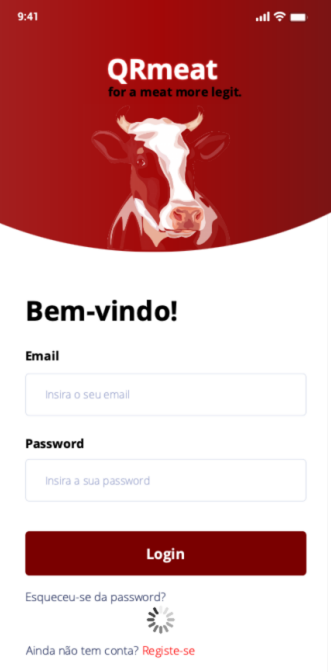 9:41
QRmeat
for a meat more legit.
Bem-vindo!
Email
Insira o seu email
Password
Insira a sua password
Login
Esqueceu-se da password?
Ainda não tem conta? Registe-se